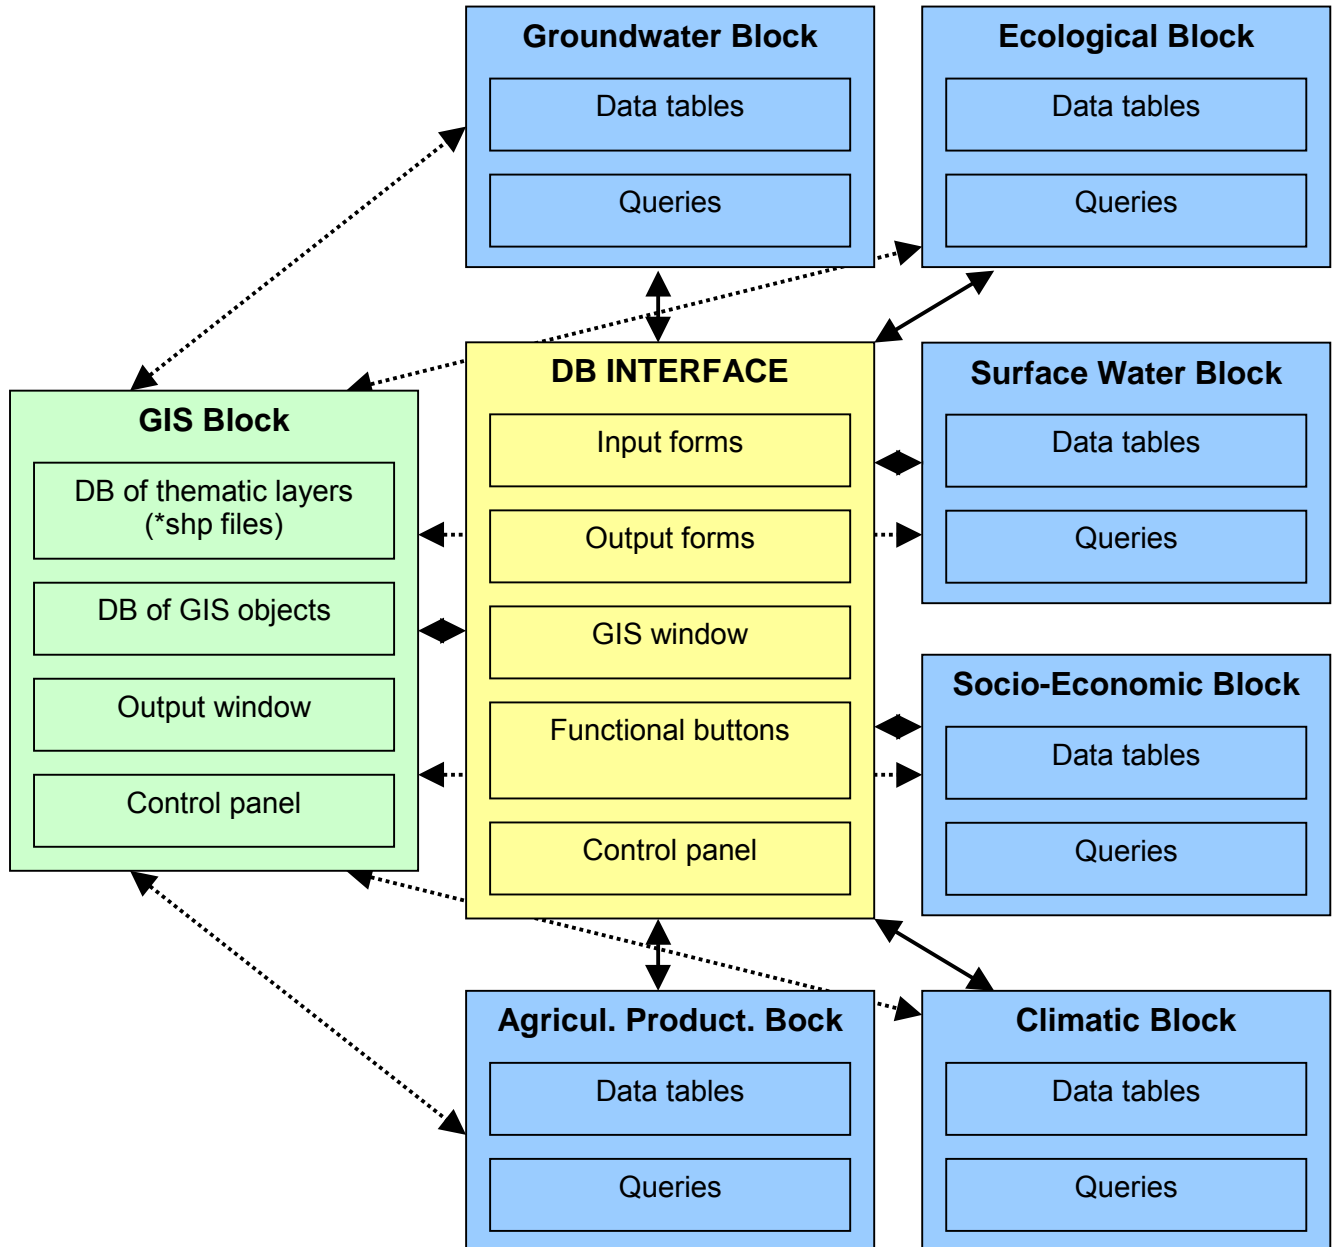 Groundwater Block
Data tables
Queries
Ecological Block
Data tables
Queries
GIS Block
DB of thematic layers
(*shp files)
DB of GIS objects
Output window
Control panel
DB INTERFACE
Input forms
Output forms
GIS window
Functional buttons
Control panel
Surface Water Block
Data tables
Queries
Socio-Economic Block
Data tables
Queries
Agricul. Product. Bock
Data tables
Queries
Climatic Block
Data tables
Queries